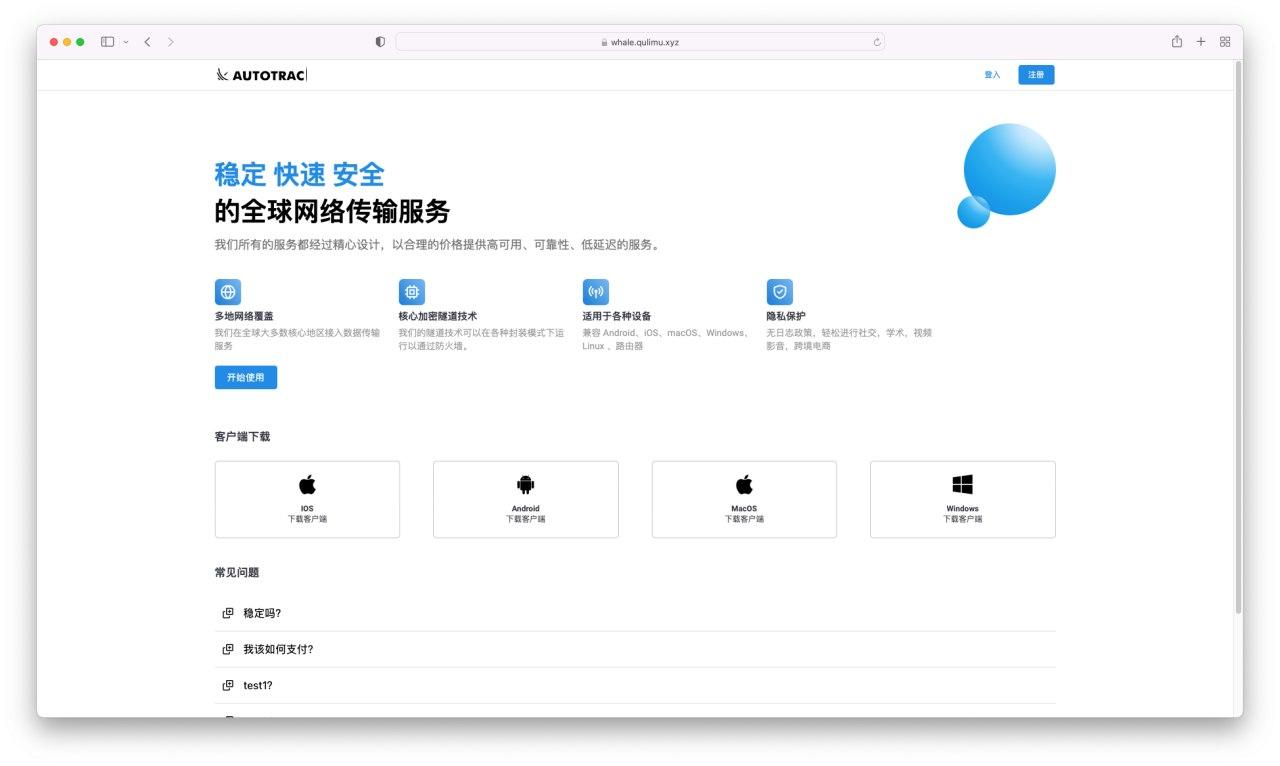 whale.qulimu.xyz
AUTOTRAC
登入
注册
稳定 快速 安全
的全球网络传输服务
我们所有的服务都经过精心设计，以合理的价格提供高可用、可靠性、低延迟的服务。
多地网络覆盖
我们在全球大多数核心地区接入数据传输
服务
核心加密隧道技术
我们的隧道技术可以在各种封装模式下运
行以通过防火墙。
适用于各种设备
兼容 Android、iOS、macOS、Windows、
Linux 、路由器
隐私保护
无日志政策，轻松进行社交，学术，视频
影音，跨境电商
开始使用
客户端下载
IOS
下载客户端
Android
下载客户端
MacOS
下载客户端
Windows
下载客户端
常见问题
稳定吗?
我该如何支付?
test1?